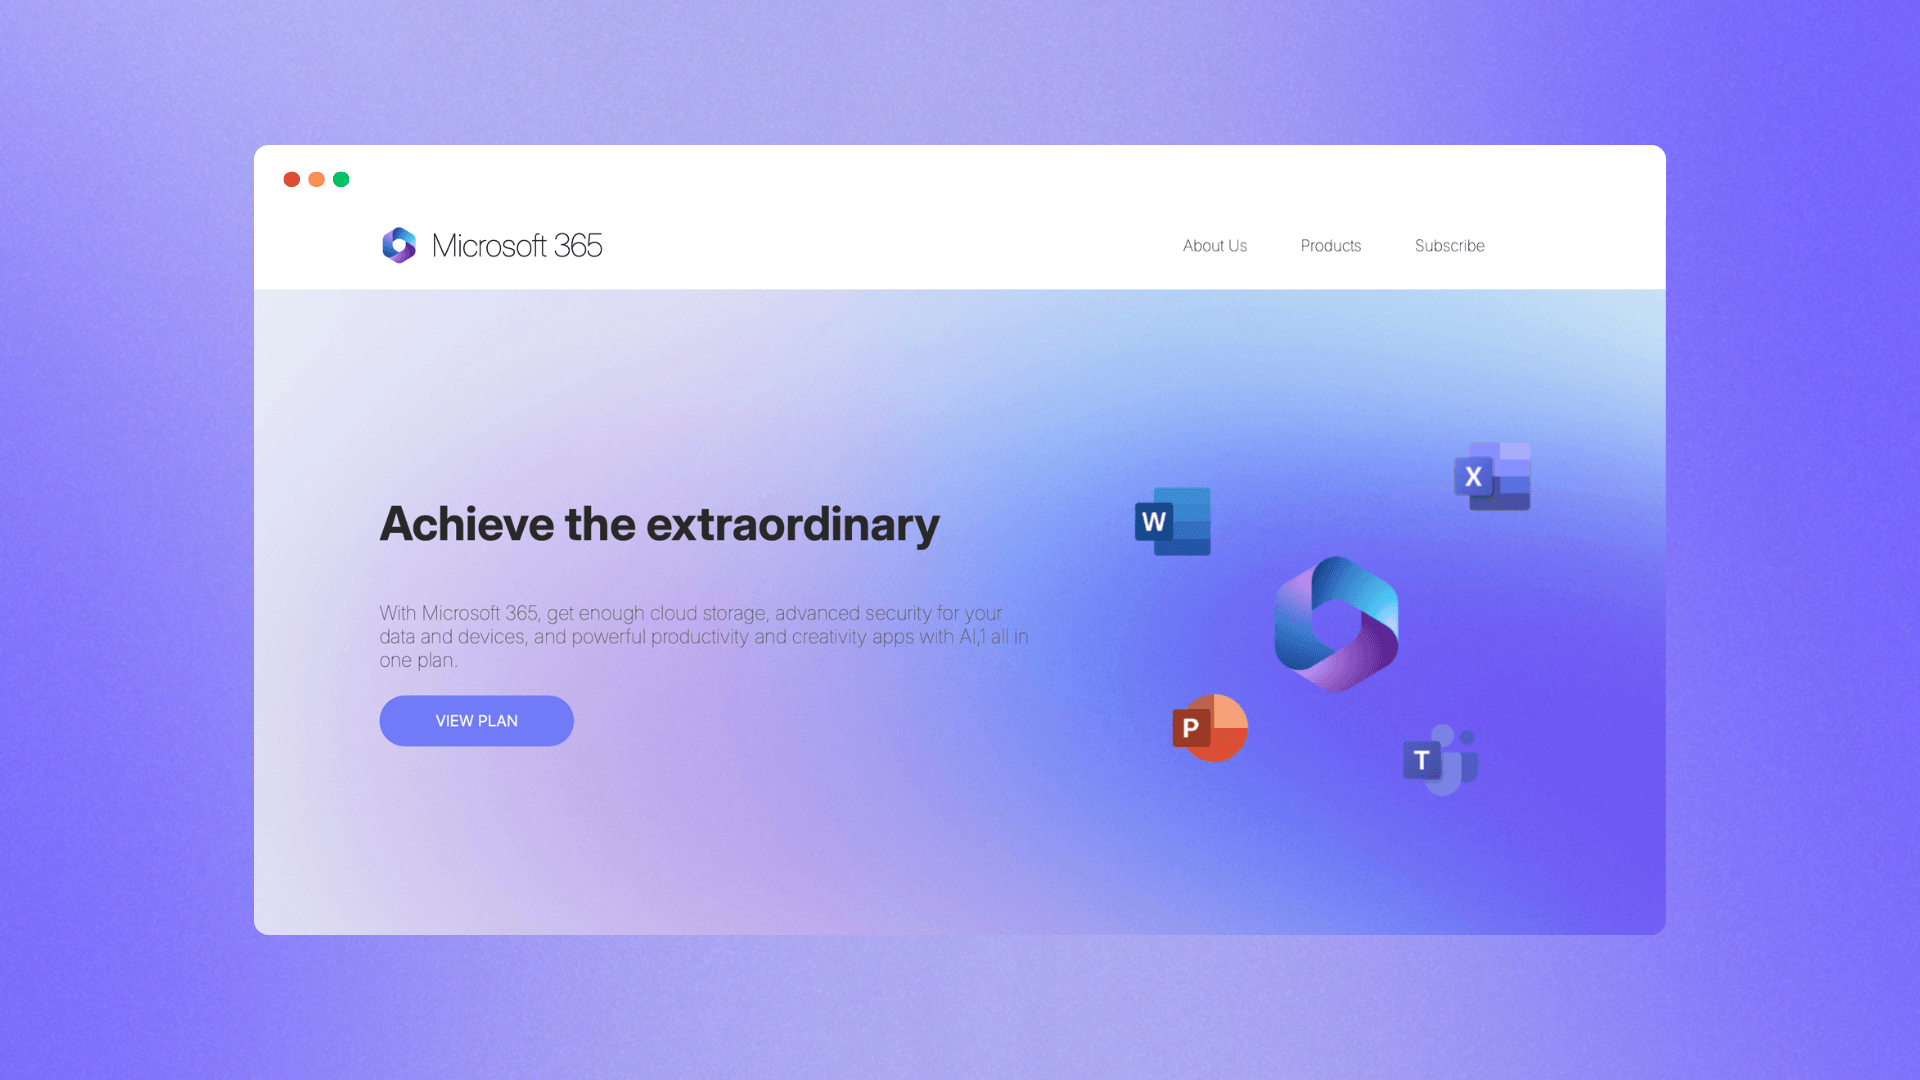 Microsoft 365
About Us
Products
Subscribe
Achieve the extraordinary
With Microsoft 365, get enough cloud storage, advanced security for your
data and devices, and powerful productivity and creativity apps with AI,1 all in
one plan.
VIEW PLAN
W
X
P
T